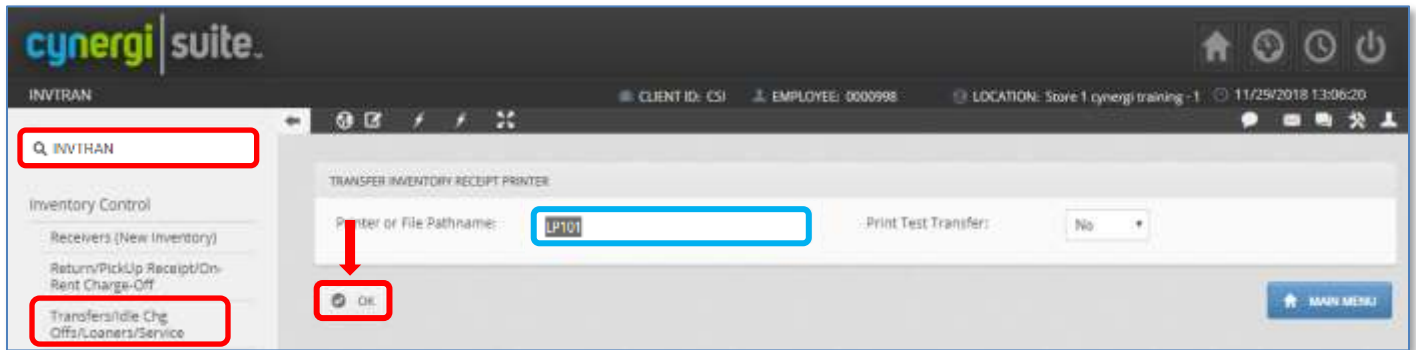 cynergi suite
INVTRAN CLIENT ID: CSI EMPLOYEE: 0000998 LOCATION: Store 1 cynergi training - 1 11/29/2018 13:06:20
INVTRAN
TRANSFER INVENTORY RECEIPT PRINTER
Inventory Control
Printer or File Pathname: LP101 Print Test Transfer: No
Receivers (New Inventory)
Return/PickUp Receipt/On-
Rent Charge-Off
OK MAIN MENU
Transfers/Idle Chg
Offs/Loaners/Service